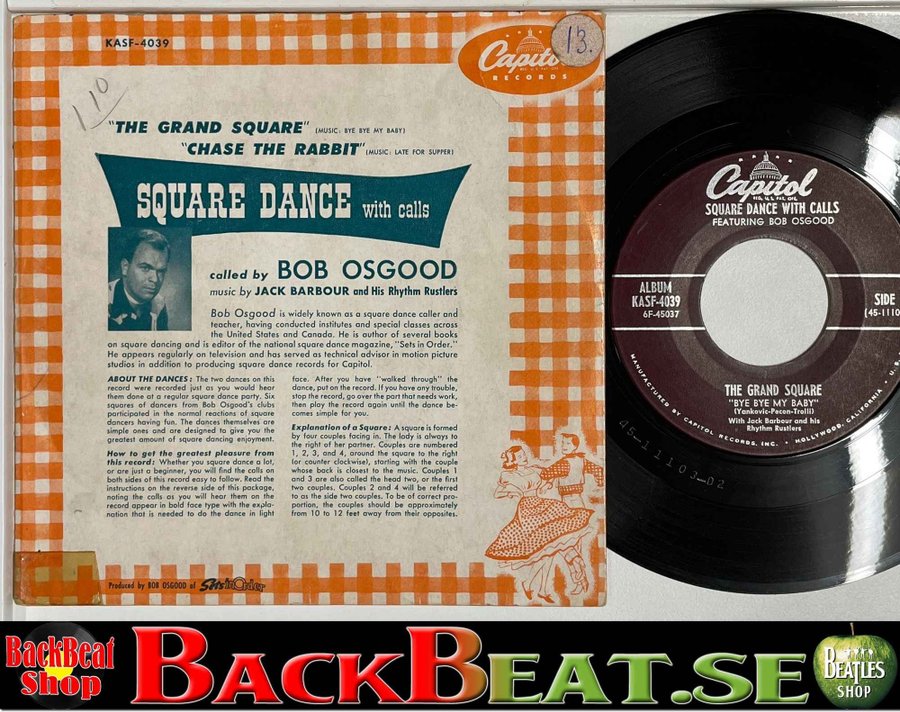 KASF-4039
110
13.
Capitol
REG. U.S. PAT. OFF.
RECORDS
"THE GRAND SQUARE" (MUSIC: BYE BYE MY BABY)
"CHASE THE RABBIT" (MUSIC: LATE FOR SUPPER)
SQUARE DANCE with calls
called by BOB OSGOOD
music by JACK BARBOUR and His Rhythm Rustlers
Bob Osgood is widely known as a square dance caller and
teacher, having conducted institutes and special classes across
the United States and Canada. He is author of several books
on square dancing and is editor of the national square dance magazine, "Sets in Order."
He appears regularly on television and has served as technical advisor in motion picture
studios in addition to producing square dance records for Capitol.
ABOUT THE DANCES: The two dances on this
record were recorded just as you would hear
them done at a regular square dance party. Six
squares of dancers from Bob Osgood's clubs
participated in the normal reactions of square
dancers having fun. The dances themselves are
simple ones and are designed to give you the
greatest amount of square dancing enjoyment.
How to get the greatest pleasure from
this record: Whether you square dance a lot,
or are just a beginner, you will find the calls on
both sides of this record easy to follow. Read the
instructions on the reverse side of this package,
noting the calls as you will hear them on the
record appear in bold face type with the expla-
nation that is needed to do the dance in light
face. After you have "walked through" the
dance, put on the record. If you have any trouble,
stop the record, go over the part that needs work,
then play the record again until the dance be-
comes simple for you.
Explanation of a Square: A square is formed
by four couples facing in. The lady is always to
the right of her partner. Couples are numbered
1, 2, 3, and 4, around the square to the right
(or counter clockwise), starting with the couple
whose back is closest to the music. Couples 1
and 3 are also called the head two, or the first
two couples. Couples 2 and 4 will be referred
to as the side two couples. To be of correct pro-
portion, the couples should be approximately
from 10 to 12 feet away from their opposites.
Produced by BOB OSGOOD of Sets in Order
Capitol
REG. U.S. PAT. OFF.
SQUARE DANCE WITH CALLS
FEATURING BOB OSGOOD
ALBUM
KASF-4039
6F-45037
SIDE
(45-1110
THE GRAND SQUARE
"BYE BYE MY BABY"
(Yankovic-Pecon-Trolli)
With Jack Barbour and his
Rhythm Rustlers
MANUFACTURED BY CAPITOL RECORDS, INC. • HOLLYWOOD, CALIFORNIA • U.S.
45-11103-02
BackBeat
Shop
BACKBEAT.SE
BEATLES
SHOP